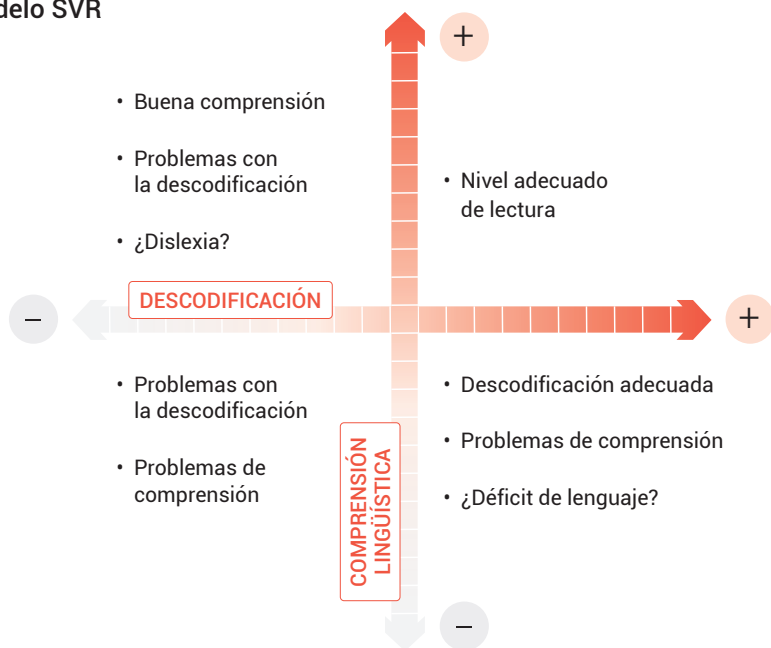 delo SVR
+
• Buena comprensión
• Problemas con
la descodificación
• ¿Dislexia?
• Nivel adecuado
de lectura
DESCODIFICACIÓN
–
+
• Problemas con
la descodificación
• Problemas de
comprensión
COMPRENSIÓN
LINGÜÍSTICA
• Descodificación adecuada
• Problemas de comprensión
• ¿Déficit de lenguaje?
–